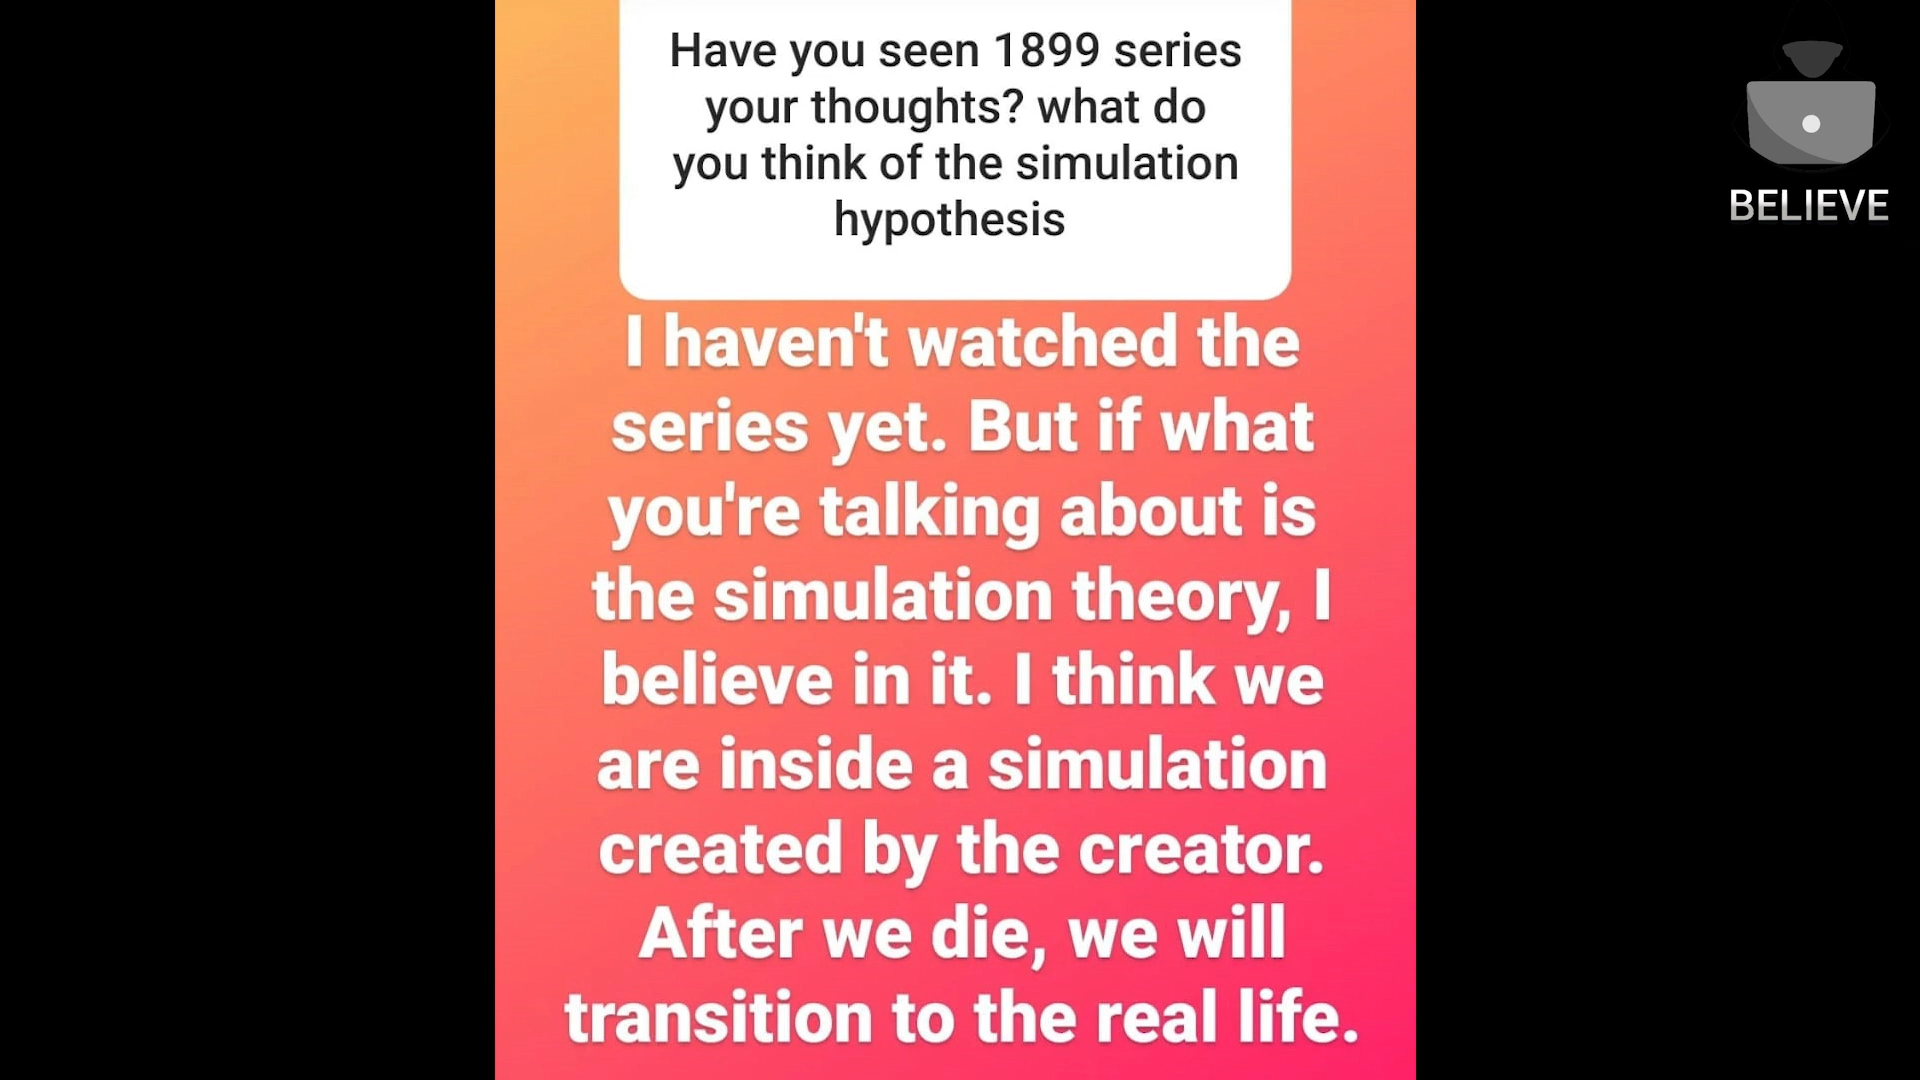 Have you seen 1899 series
your thoughts? what do
you think of the simulation
hypothesis
I haven't watched the
series yet. But if what
you're talking about is
the simulation theory, I
believe in it. I think we
are inside a simulation
created by the creator.
After we die, we will
transition to the real life.
BELIEVE